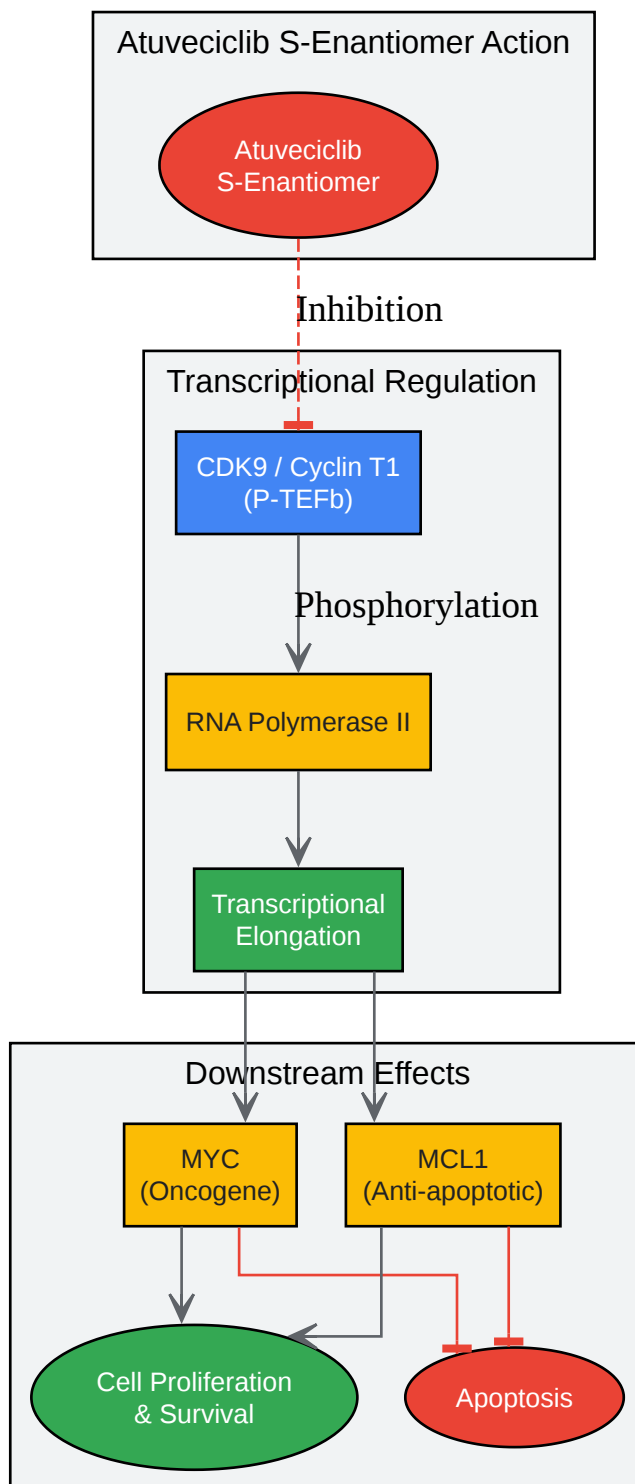 Atuveciclib S-Enantiomer Action
Atuveciclib
S-Enantiomer
Inhibition
Transcriptional Regulation
CDK9 / Cyclin T1
(P-TEFb)
Phosphorylation
RNA Polymerase II
Transcriptional
Elongation
Downstream Effects
MYC
(Oncogene)
MCL1
(Anti-apoptotic)
Cell Proliferation
& Survival
Apoptosis